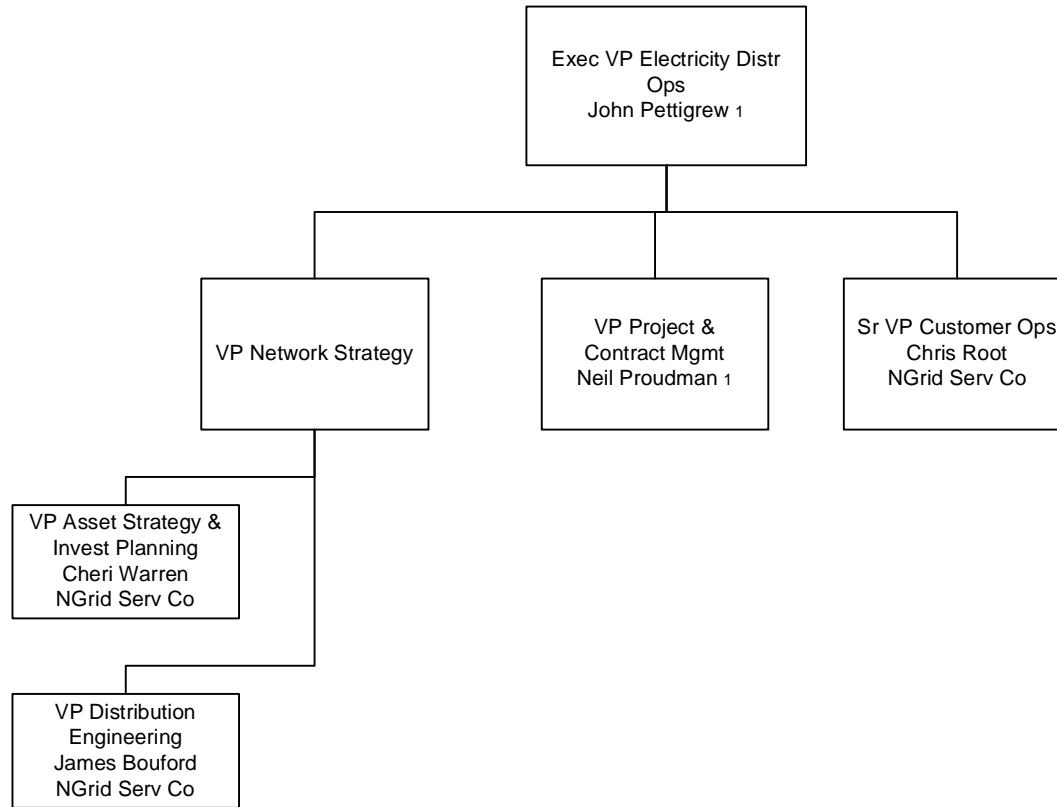 Exec VP Electricity Distr
Ops
John Pettigrew 1
VP Network Strategy
VP Project &
Contract Mgmt
Neil Proudman 1
Sr VP Customer Ops
Chris Root
NGrid Serv Co
VP Asset Strategy &
Invest Planning
Cheri Warren
NGrid Serv Co
VP Distribution
Engineering
James Bouford
NGrid Serv Co